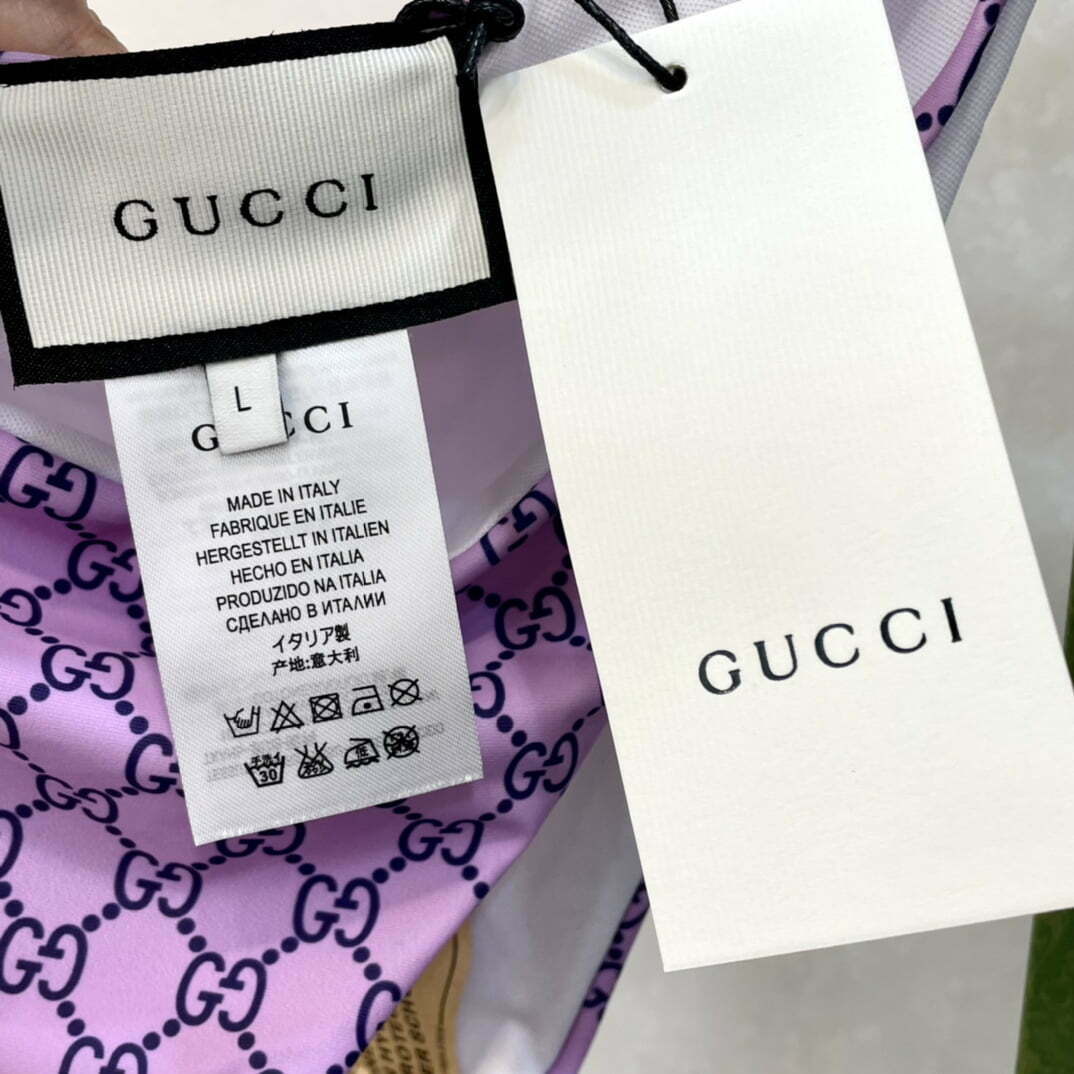 GUCCI
L
GUCCI
MADE IN ITALY
FABRIQUE EN ITALIE
HERGESTELLT IN ITALIEN
HECHO EN ITALIA
PRODUZIDO NA ITALIA
СДЕЛАНО В ИТАЛИИ
イタリア製
产地:意大利
30
低
GUCCI